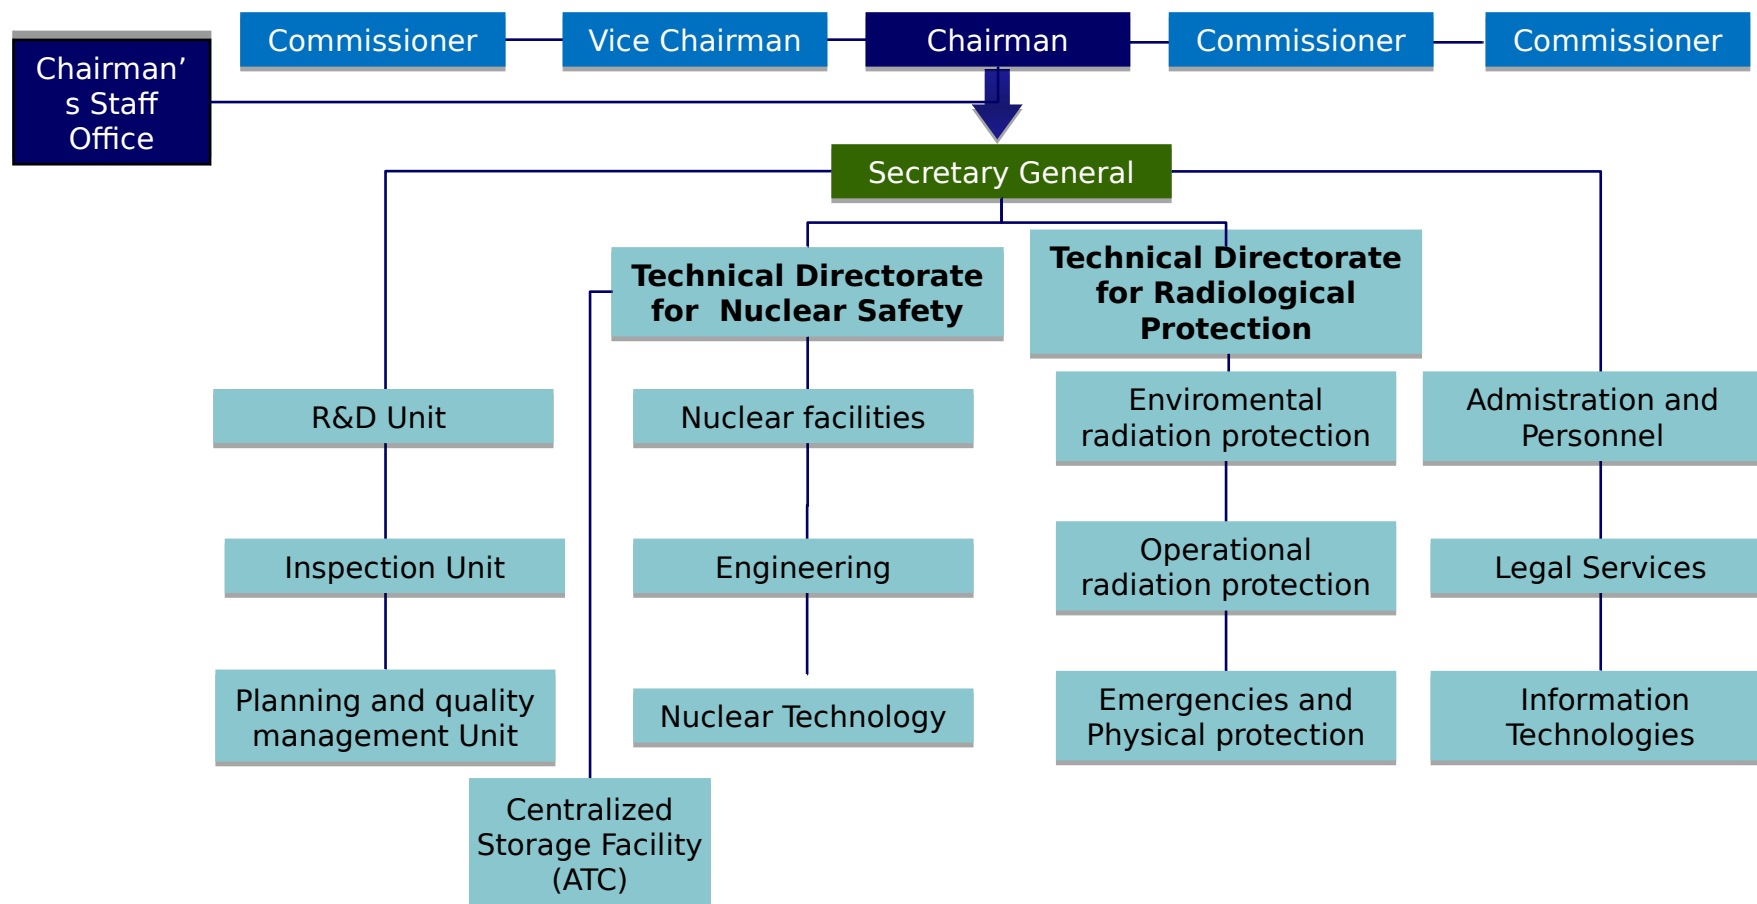 Commissioner
Vice Chairman
Chairman
Commissioner
Commissioner
Chairman’
s Staff
Office
Secretary General
Technical Directorate
for  Nuclear Safety
Technical Directorate
for Radiological
Protection
R&D Unit
Nuclear facilities
Enviromental
radiation protection
Admistration and
Personnel
Inspection Unit
Engineering
Operational
radiation protection
Legal Services
Planning and quality
management Unit
Nuclear Technology
Emergencies and
Physical protection
Information
Technologies
Centralized
Storage Facility
(ATC)